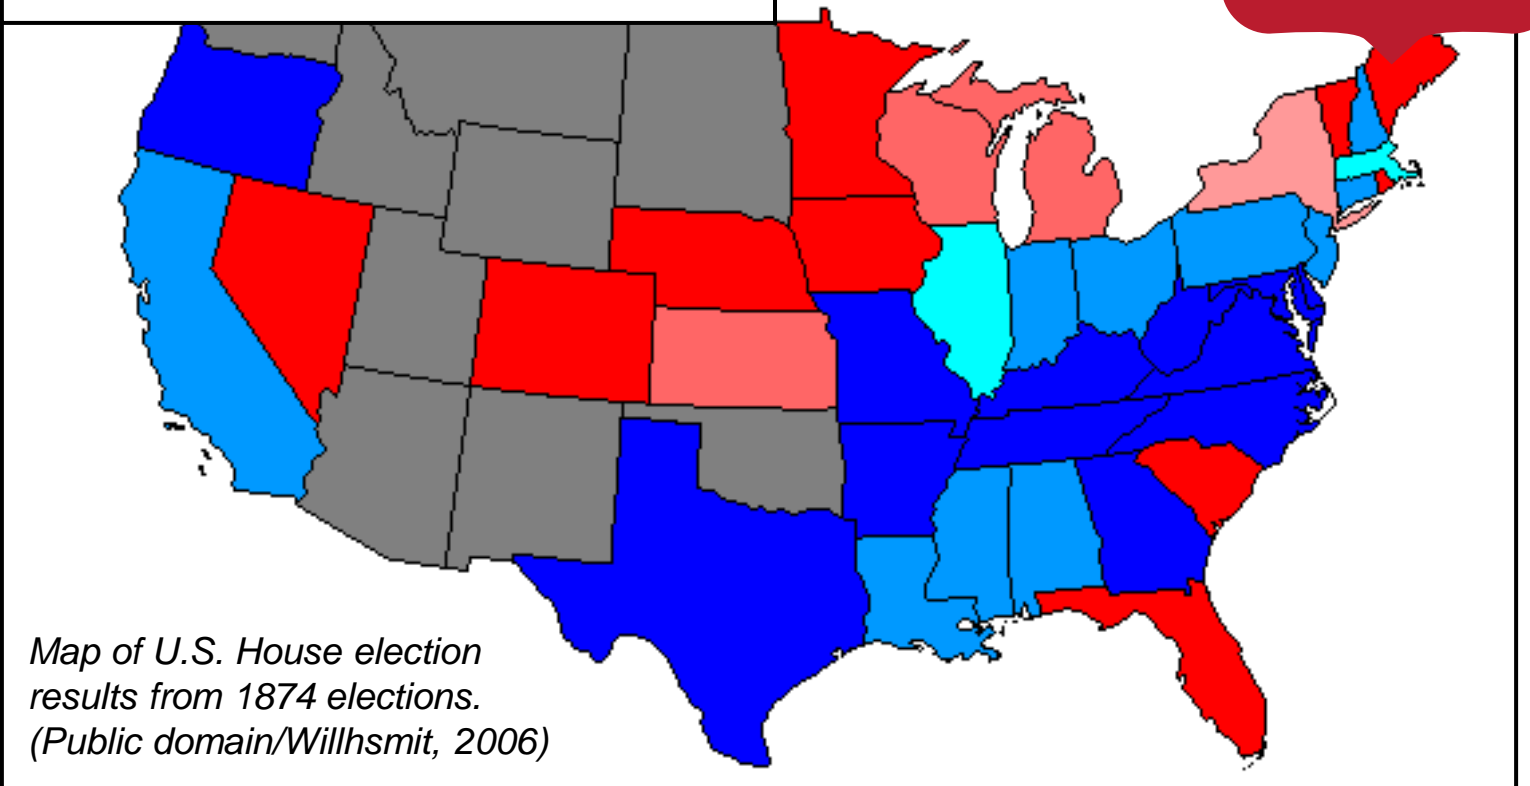 Map of U.S. House election
results from 1874 elections.
(Public domain/Willhsmit, 2006)